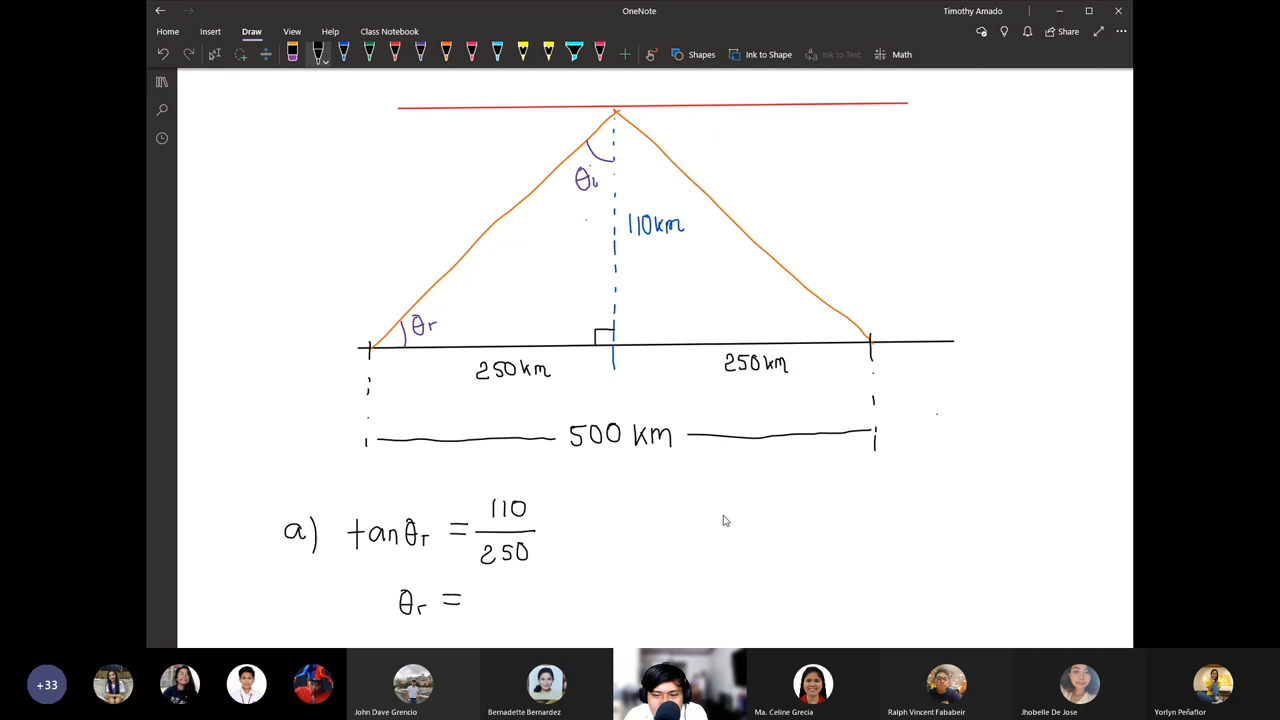 OneNote
Timothy Amado
Home Insert Draw View Help Class Notebook
Share
Shapes Ink to Shape Ink to Text Math
θi
110km
θr
250km 250km
500 km
a) tanθr = 110/250
θr =
+33
John Dave Grencio
Bernadette Bernardez
Ma. Celine Grecia
Ralph Vincent Fababeir
Jhobelle De Jose
Yorlyn Peñaflor